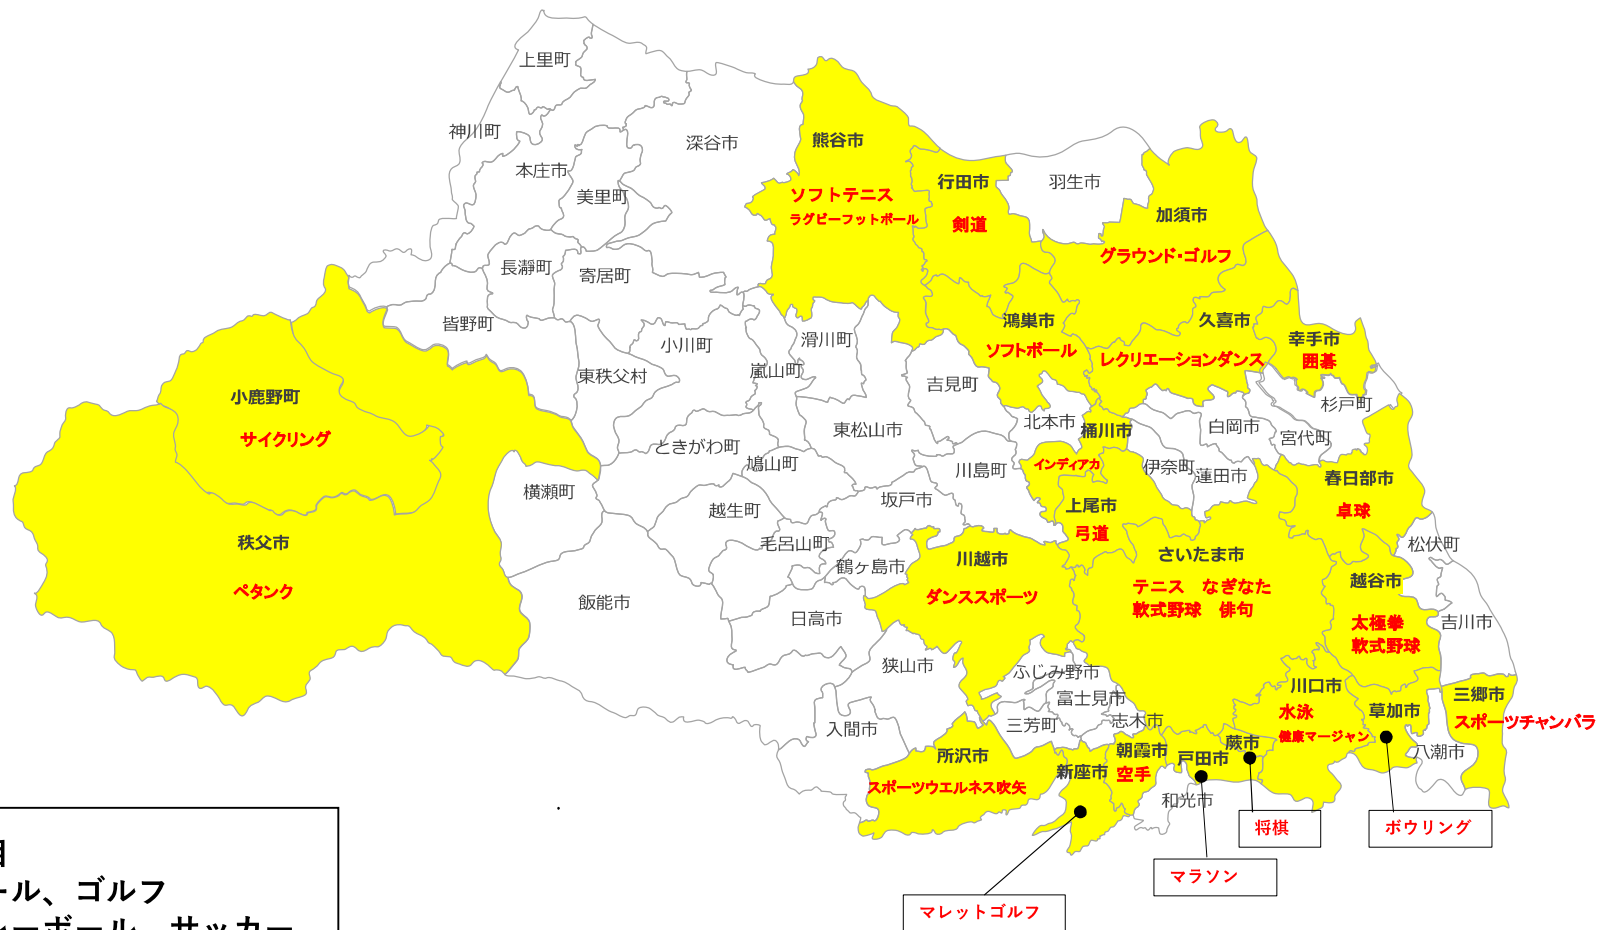 上里町
神川町
本庄市
美里町
深谷市
熊谷市
ソフトテニス
ラグビーフットボール
行田市
剣道
羽生市
加須市
グラウンド・ゴルフ
長瀞町
寄居町
皆野町
小川町
東秩父村
嵐山町
滑川町
吉見町
鴻巣市
ソフトボール
久喜市
レクリエーションダンス
幸手市
囲碁
杉戸町
宮代町
白岡市
北本市
桶川市
インディアカ
伊奈町
蓮田市
春日部市
卓球
小鹿野町
サイクリング
秩父市
ペタンク
横瀬町
ときがわ町
鳩山町
東松山市
川島町
越生町
坂戸市
毛呂山町
鶴ヶ島市
飯能市
日高市
川越市
ダンススポーツ
上尾市
弓道
さいたま市
テニス なぎなた
軟式野球 俳句
松伏町
越谷市
太極拳
軟式野球
吉川市
狭山市
ふじみ野市
富士見市
三芳町
志木市
入間市
所沢市
スポーツウエルネス吹矢
新座市
朝霞市
空手
戸田市
蕨市
和光市
川口市
水泳
健康マージャン
草加市
八潮市
三郷市
スポーツチャンバラ
将棋
ボウリング
マラソン
マレットゴルフ
ール、ゴルフ
ーボール、サッカー